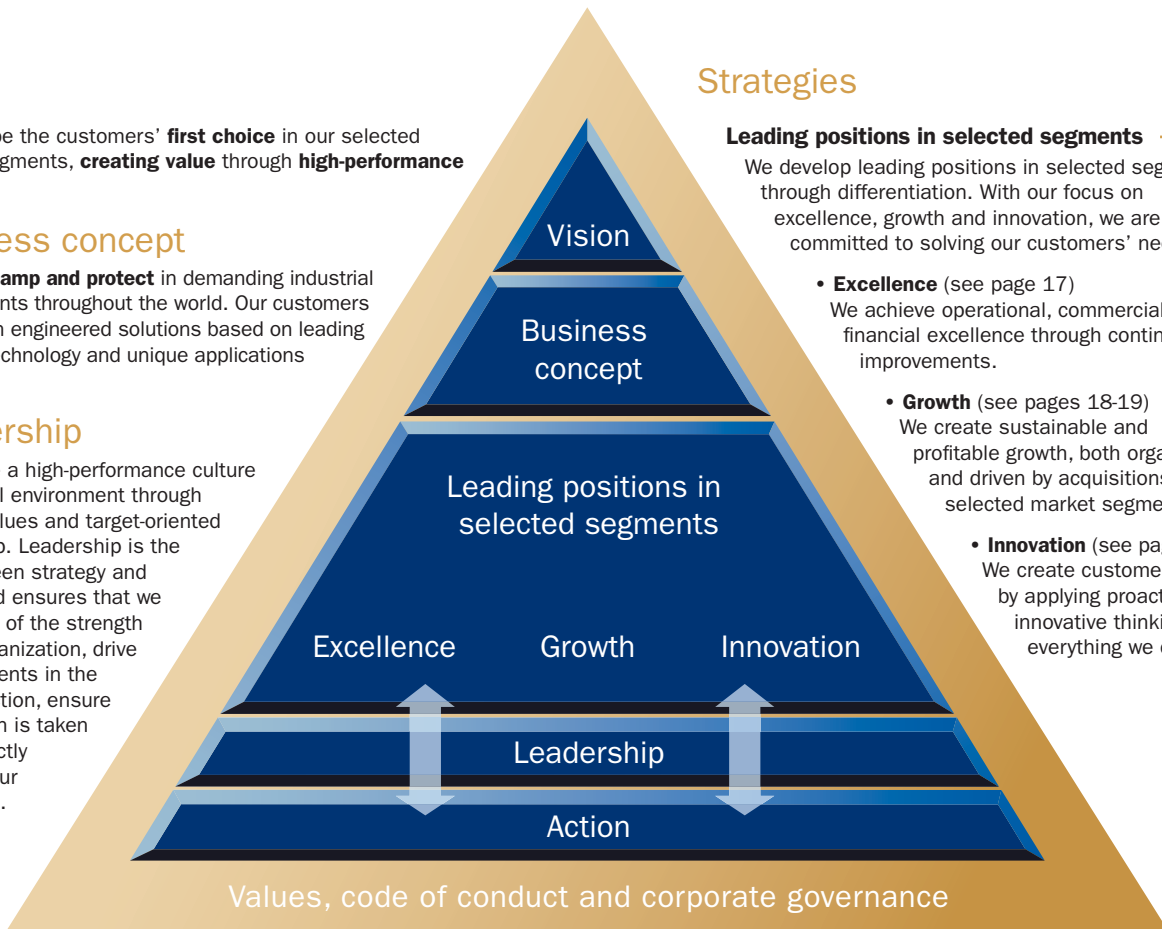 be the customers’ first choice in our selected
gments, creating value through high-performance
ess concept
amp and protect in demanding industrial
nts throughout the world. Our customers
n engineered solutions based on leading
chnology and unique applications
ership
a high-performance culture
l environment through
lues and target-oriented
p. Leadership is the
een strategy and
d ensures that we
of the strength
anization, drive
ents in the
tion, ensure
n is taken
ctly
ur
.
Vision
Business
concept
Leading positions in
selected segments
Excellence Growth Innovation
Leadership
Action
Values, code of conduct and corporate governance
Strategies
Leading positions in selected segments
We develop leading positions in selected seg
through differentiation. With our focus on
excellence, growth and innovation, we are
committed to solving our customers’ ne
• Excellence (see page 17)
We achieve operational, commercial
financial excellence through contin
improvements.
• Growth (see pages 18-19)
We create sustainable and
profitable growth, both orga
and driven by acquisitions
selected market segme
• Innovation (see pag
We create custome
by applying proact
innovative thinki
everything we